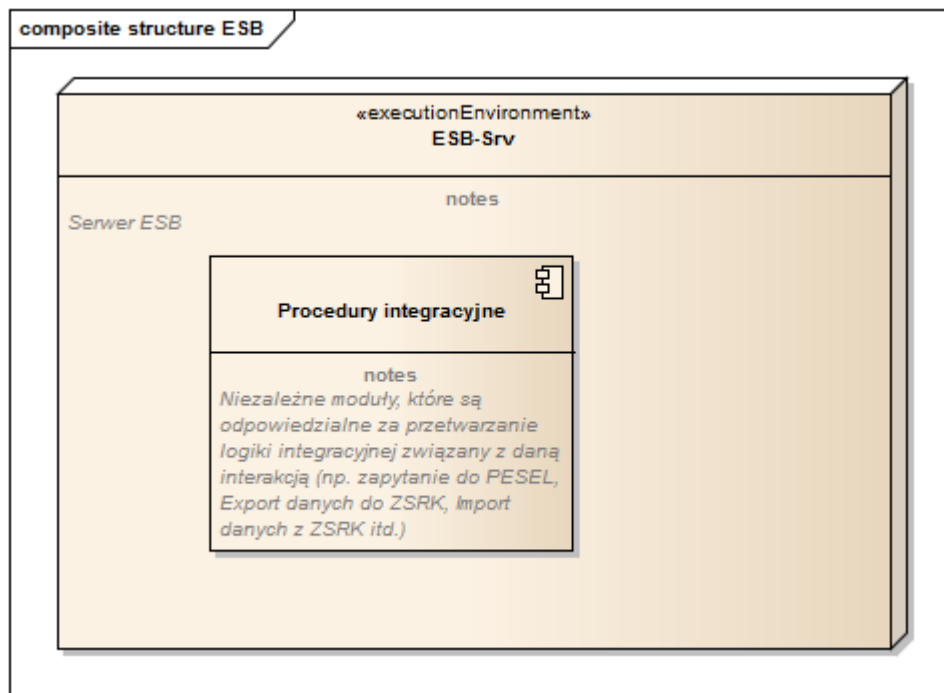 composite structure ESB
«executionEnvironment»
ESB-Srv
notes
Serwer ESB
Procedury integracyjne
notes
Niezależne moduły, które są
odpowiedzialne za przetwarzanie
logiki integracyjnej związany z daną
interakcją (np. zapytanie do PESEL,
Export danych do ZSRK, Import
danych z ZSRK itd.)